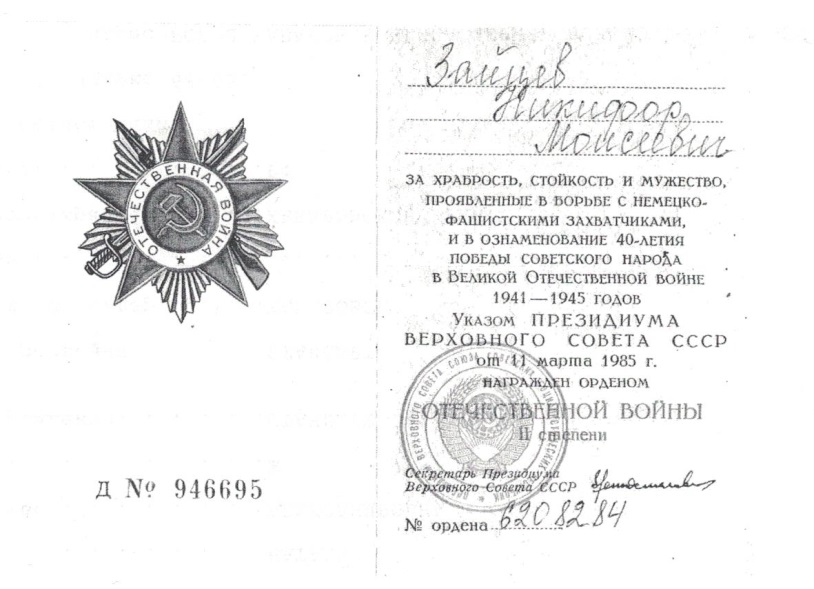 ОТЕЧЕСТВЕННАЯ ВОЙНА
Д № 946695
Зайцев
Никифор
Моисеевич
ЗА ХРАБРОСТЬ, СТОЙКОСТЬ И МУЖЕСТВО,
ПРОЯВЛЕННЫЕ В БОРЬБЕ С НЕМЕЦКО-
ФАШИСТСКИМИ ЗАХВАТЧИКАМИ,
И В ОЗНАМЕНОВАНИЕ 40-ЛЕТИЯ
ПОБЕДЫ СОВЕТСКОГО НАРОДА
В ВЕЛИКОЙ ОТЕЧЕСТВЕННОЙ ВОЙНЕ
1941—1945 ГОДОВ
УКАЗОМ ПРЕЗИДИУМА
ВЕРХОВНОГО СОВЕТА СССР
от 11 марта 1985 г.
НАГРАЖДЕН ОРДЕНОМ
ОТЕЧЕСТВЕННОЙ ВОЙНЫ
II степени
Секретарь Президиума
Верховного Совета СССР
№ ордена 6208284